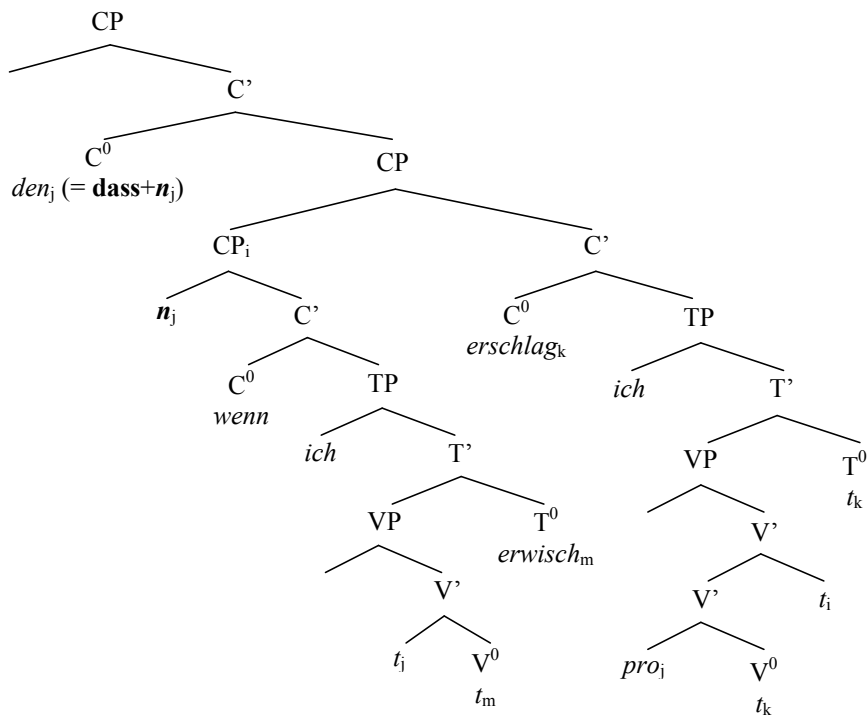 CP
C’
C⁰ CP
denⱼ (= dass+nⱼ)
CPᵢ C’
nⱼ C’ C⁰ TP
erschlagₖ
C⁰ TP ich T’
wenn
ich T’ VP T⁰
tₖ
VP T⁰ V’
erwischₘ
V’ V’ tᵢ
tⱼ V⁰ proⱼ V⁰
tₘ tₖ